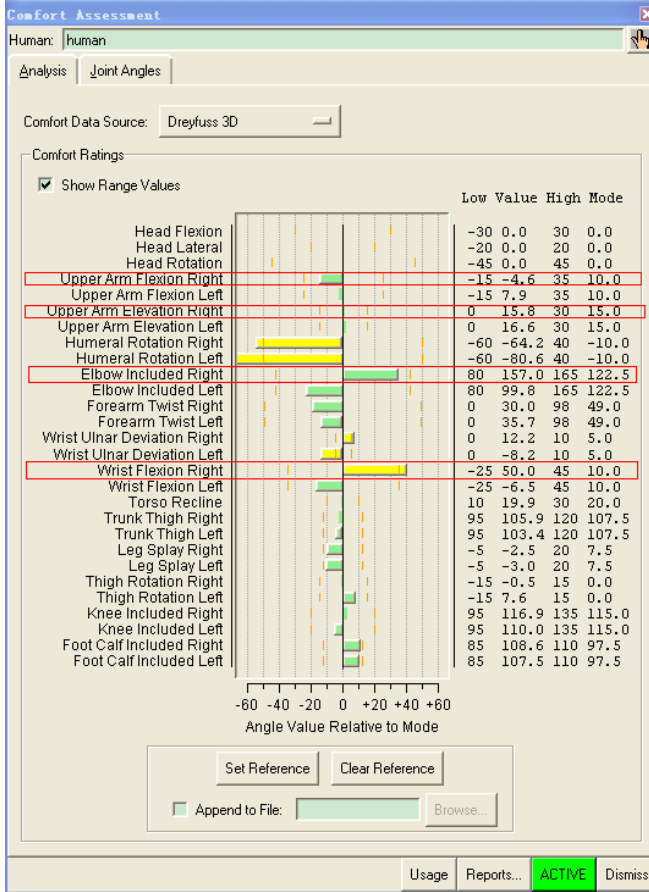 Comfort Assessment
Human: human
Analysis Joint Angles
Comfort Data Source: Dreyfuss 3D
Comfort Ratings
Show Range Values
Low Value High Mode
Head Flexion -30 0.0 30 0.0
Head Lateral -20 0.0 20 0.0
Head Rotation -45 0.0 45 0.0
Upper Arm Flexion Right -15 -4.6 35 10.0
Upper Arm Flexion Left -15 7.9 35 10.0
Upper Arm Elevation Right 0 15.8 30 15.0
Upper Arm Elevation Left 0 16.6 30 15.0
Humeral Rotation Right -60 -64.2 40 -10.0
Humeral Rotation Left -60 -80.6 40 -10.0
Elbow Included Right 80 157.0 165 122.5
Elbow Included Left 80 99.8 165 122.5
Forearm Twist Right 0 30.0 98 49.0
Forearm Twist Left 0 35.7 98 49.0
Wrist Ulnar Deviation Right 0 12.2 10 5.0
Wrist Ulnar Deviation Left 0 -8.2 10 5.0
Wrist Flexion Right -25 50.0 45 10.0
Wrist Flexion Left -25 -6.5 45 10.0
Torso Recline 10 19.9 30 20.0
Trunk Thigh Right 95 105.9 120 107.5
Trunk Thigh Left 95 103.4 120 107.5
Leg Splay Right -5 -2.5 20 7.5
Leg Splay Left -5 -3.0 20 7.5
Thigh Rotation Right -15 -0.5 15 0.0
Thigh Rotation Left -15 7.6 15 0.0
Knee Included Right 95 116.9 135 115.0
Knee Included Left 95 110.0 135 115.0
Foot Calf Included Right 85 108.6 110 97.5
Foot Calf Included Left 85 107.5 110 97.5
-60 -40 -20 0 +20 +40 +60
Angle Value Relative to Mode
Set Reference Clear Reference
Append to File: Browse...
Usage Reports... ACTIVE Dismiss